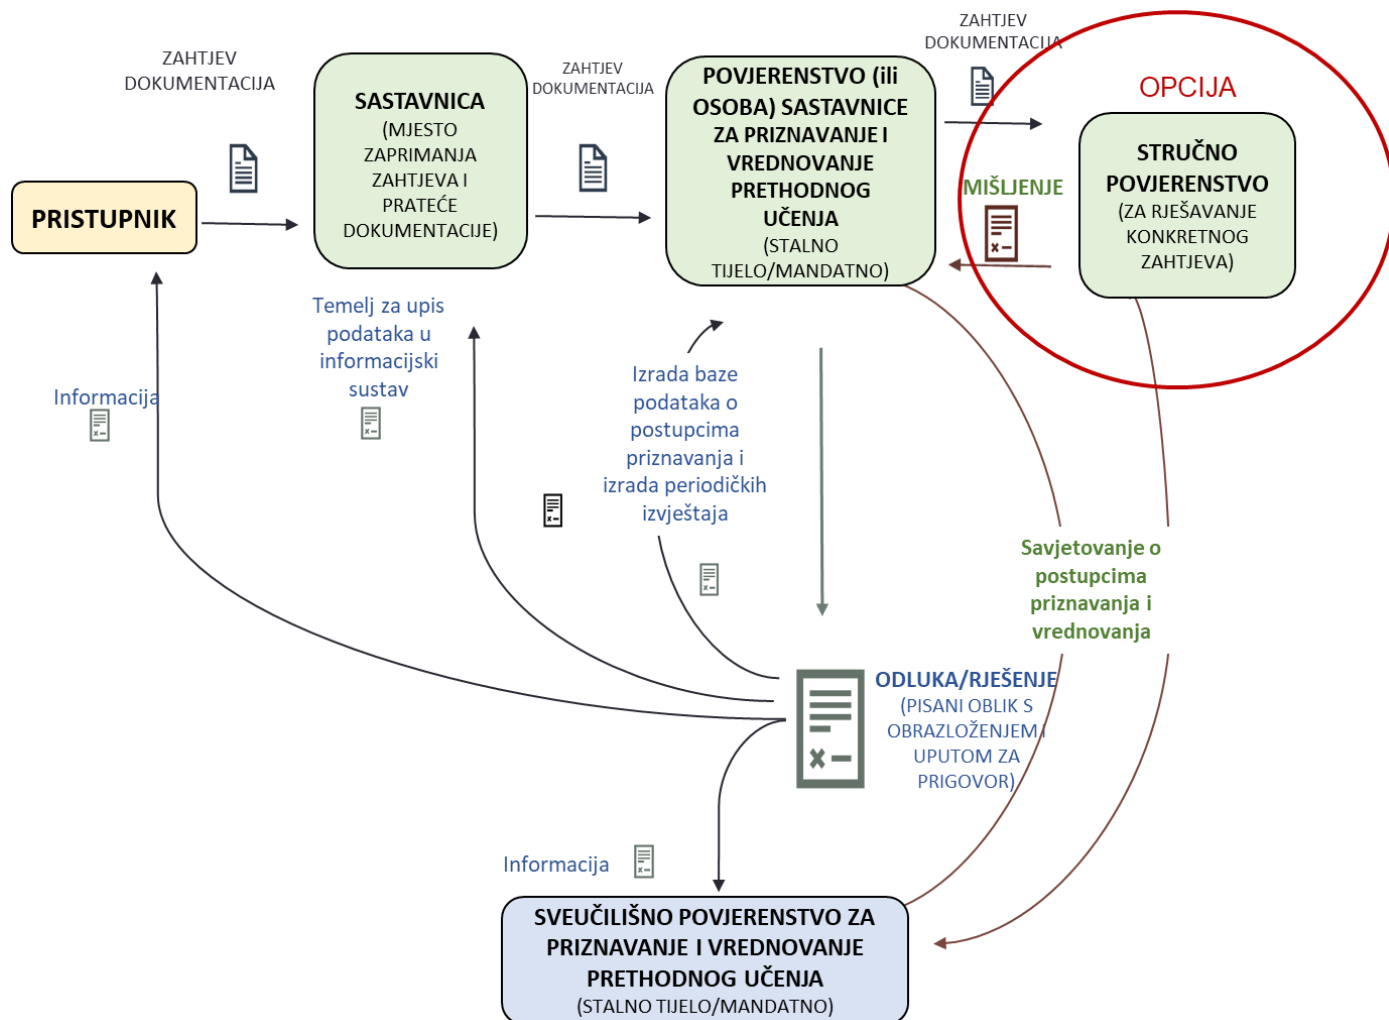 ZAHTJEV
DOKUMENTACIJA
PRISTUPNIK
SASTAVNICA
(MJESTO
ZAPRIMANJA
ZAHTJEVA I
PRATEĆE
DOKUMENTACIJE)
ZAHTJEV
DOKUMENTACIJA
POVJERENSTVO (ili
OSOBA) SASTAVNICE
ZA PRIZNAVANJE I
VREDNOVANJE
PRETHODNOG
UČENJA
(STALNO
TIJELO/MANDATNO)
ZAHTJEV
DOKUMENTACIJA
OPCIJA
MIŠLJENJE
STRUČNO
POVJERENSTVO
(ZA RJEŠAVANJE
KONKRETNOG
ZAHTJEVA)
Informacija
Temelj za upis
podataka u
informacijski
sustav
Izrada baze
podataka o
postupcima
priznavanja i
izrada periodičkih
izvještaja
Savjetovanje o
postupcima
priznavanja i
vrednovanja
ODLUKA/RJEŠENJE
(PISANI OBLIK S
OBRAZLOŽENJEM I
UPUTOM ZA
PRIGOVOR)
Informacija
SVEUČILIŠNO POVJERENSTVO ZA
PRIZNAVANJE I VREDNOVANJE
PRETHODNOG UČENJA
(STALNO TIJELO/MANDATNO)